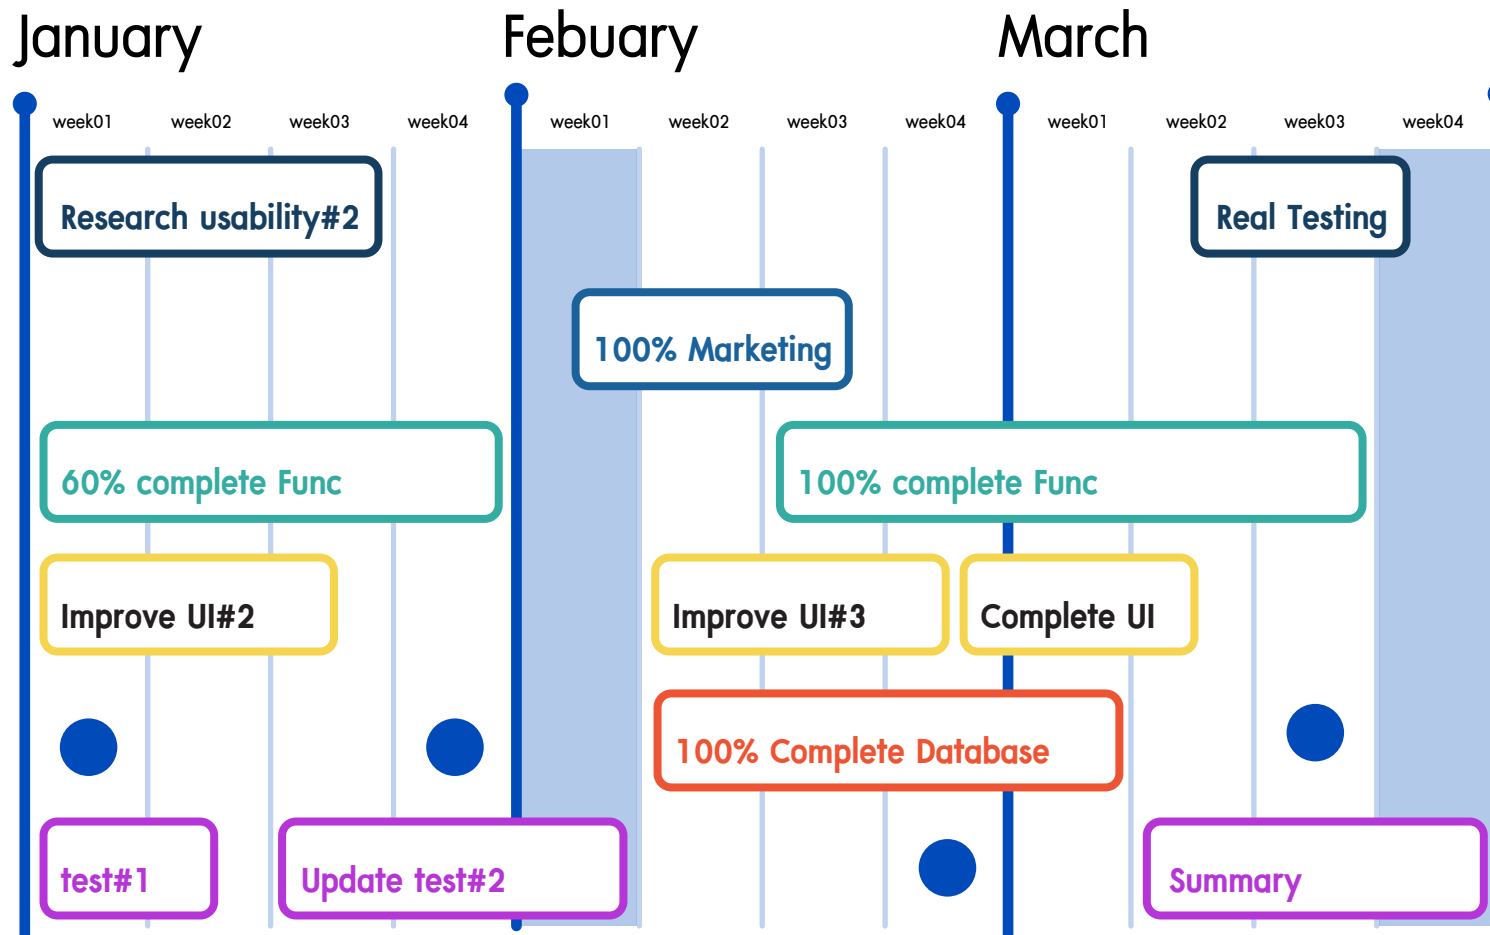 January
Febuary
March
week01
week02
week03
week04
week01
week02
week03
week04
week01
week02
week03
week04
Research usability#2
Real Testing
100% Marketing
60% complete Func
100% complete Func
Improve UI#2
Improve UI#3
Complete UI
100% Complete Database
test#1
Update test#2
Summary